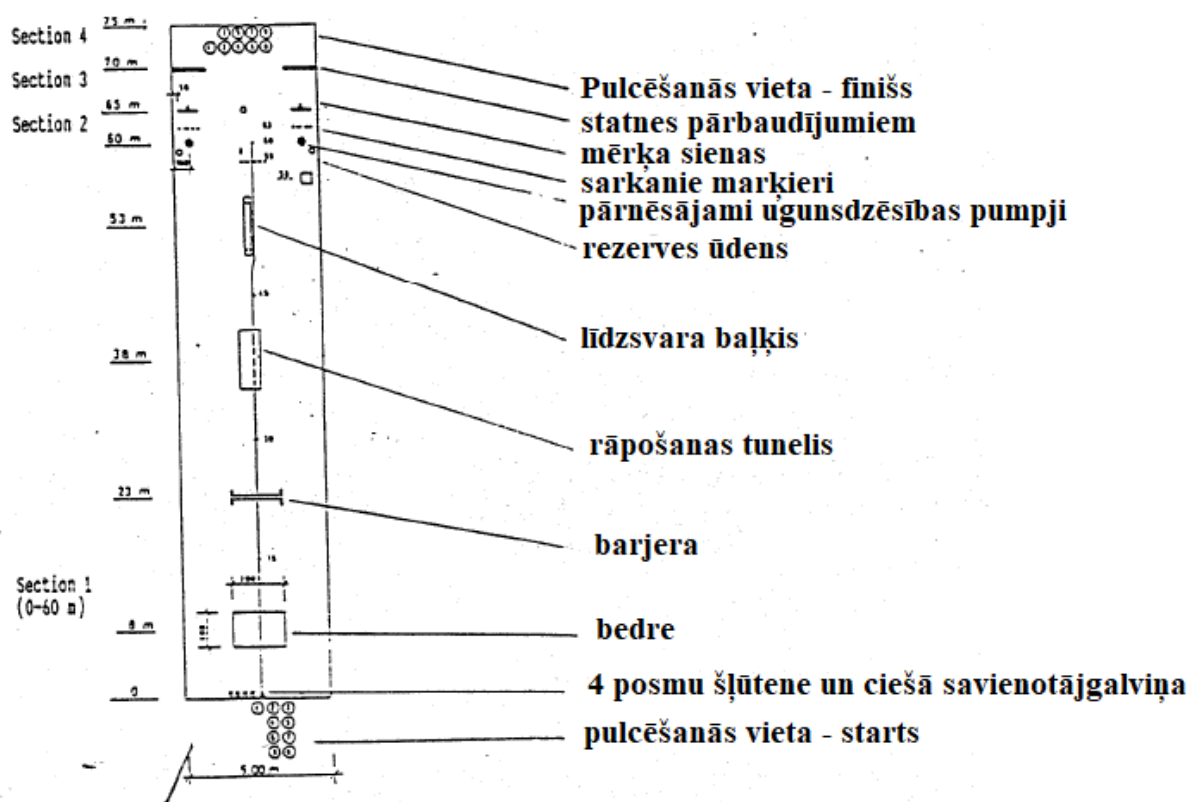 75 m
Section 4
70 m
Section 3
65 m
Section 2
60 m
53 m
38 m
23 m
Section 1
(0-60 m)
8 m
0
5.00 m
Pulcēšanās vieta - finišs
statnes pārbaudījumiem
mērķa sienas
sarkanie marķieri
pārnēsājami ugunsdzēsības pumpji
rezerves ūdens
līdzsvara baļķis
rāpošanas tunelis
barjera
bedre
4 posmu šļūtene un ciešā savienotājgalviņa
pulcēšanās vieta - starts